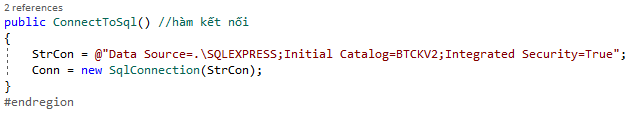 2 references
public ConnectToSql() //hàm kết nối
{
StrCon = @"Data Source=.\SQLEXPRESS;Initial Catalog=BTCKV2;Integrated Security=True";
Conn = new SqlConnection(StrCon);
}
#endregion